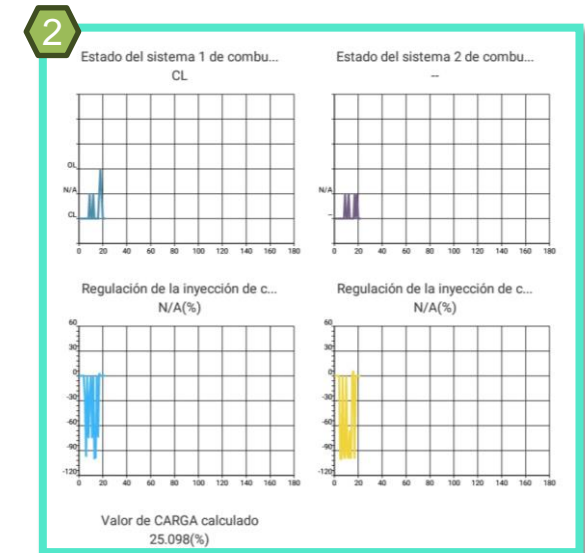 2
Estado del sistema 1 de combu...
CL
OL
N/A
CL
0 20 40 60 80 100 120 140 160 180
Estado del sistema 2 de combu...
--
N/A
--
0 20 40 60 80 100 120 140 160 180
Regulación de la inyección de c...
N/A(%)
60
30
0
-30
-60
-90
-120
0 20 40 60 80 100 120 140 160 180
Regulación de la inyección de c...
N/A(%)
60
30
0
-30
-60
-90
-120
0 20 40 60 80 100 120 140 160 180
Valor de CARGA calculado
25.098(%)